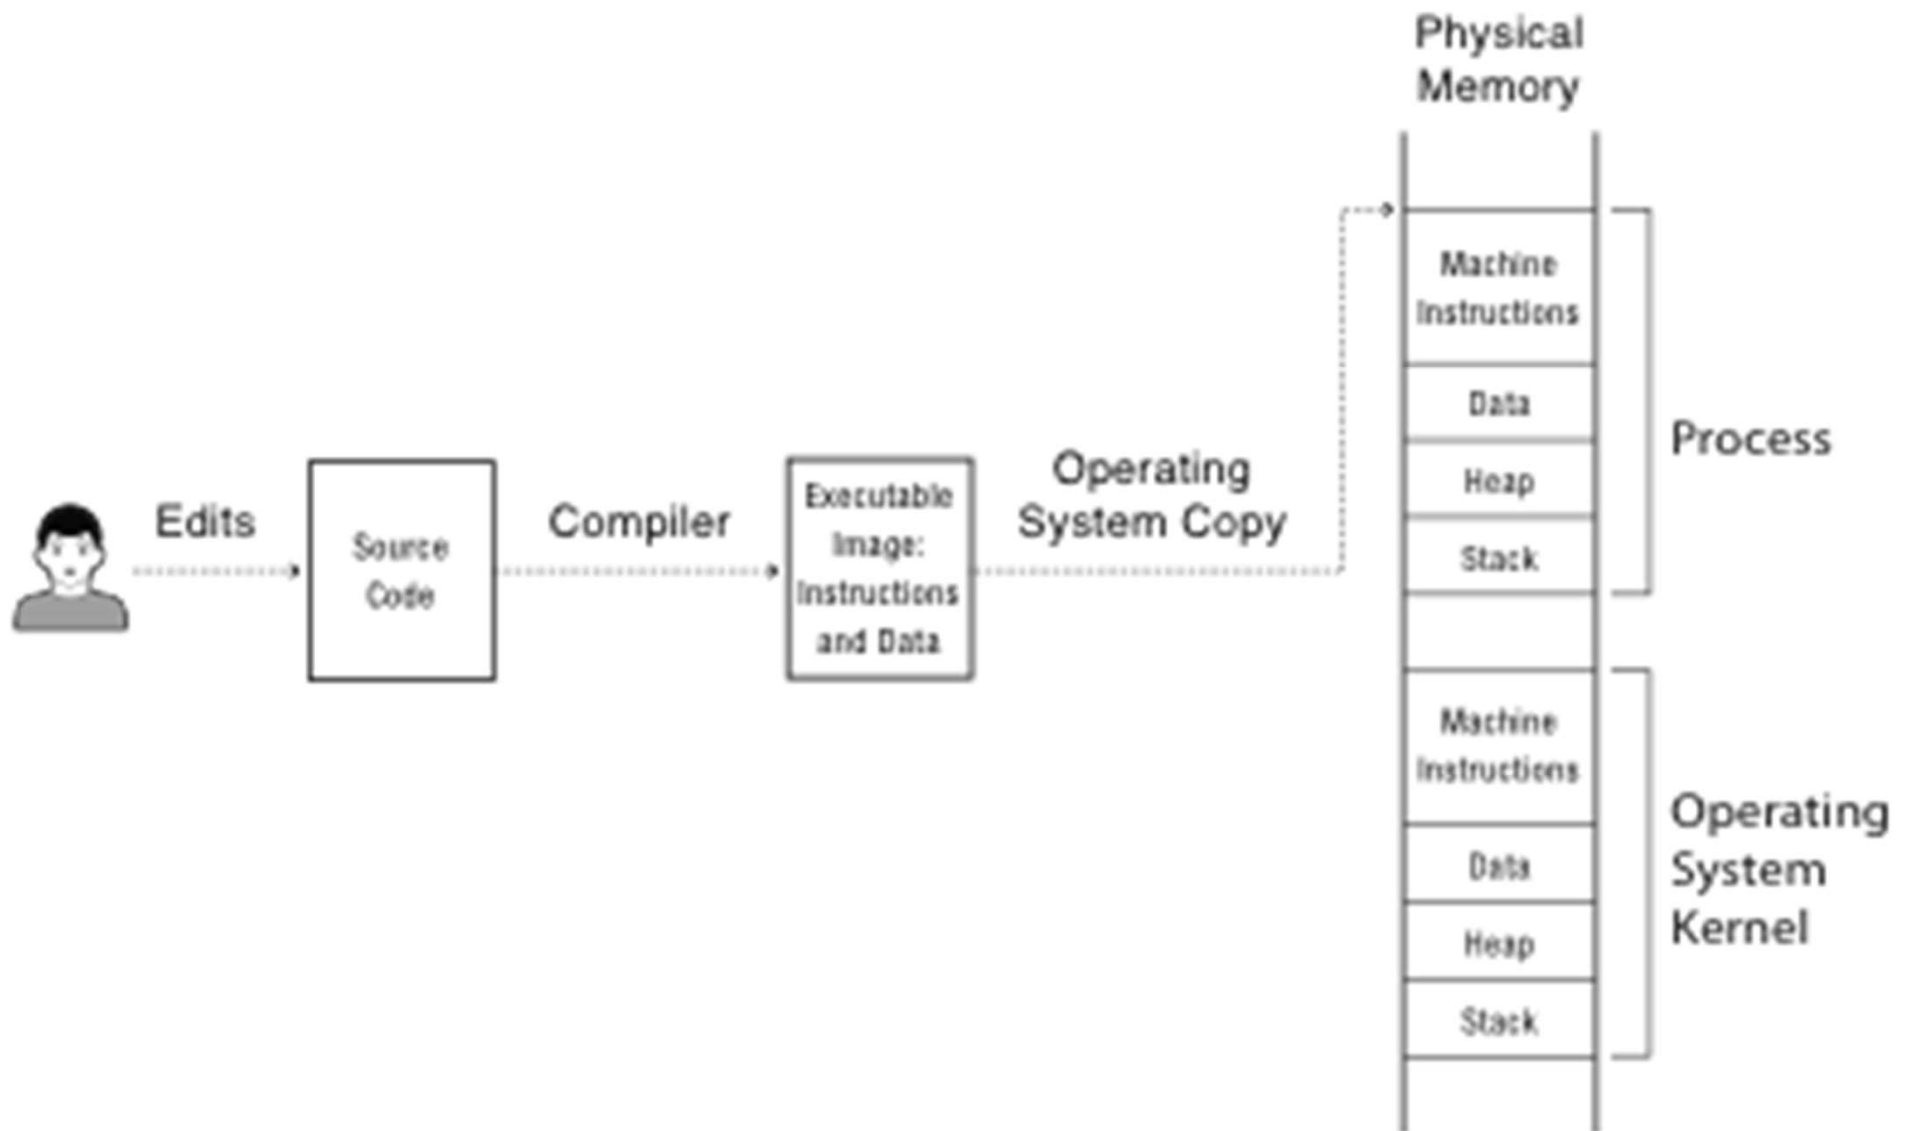 Physical
Memory
Machine
Instructions
Data
Heap
Stack
Process
Edits
Source
Code
Compiler
Executable
Image:
Instructions
and Data
Operating
System Copy
Machine
Instructions
Data
Heap
Stack
Operating
System
Kernel